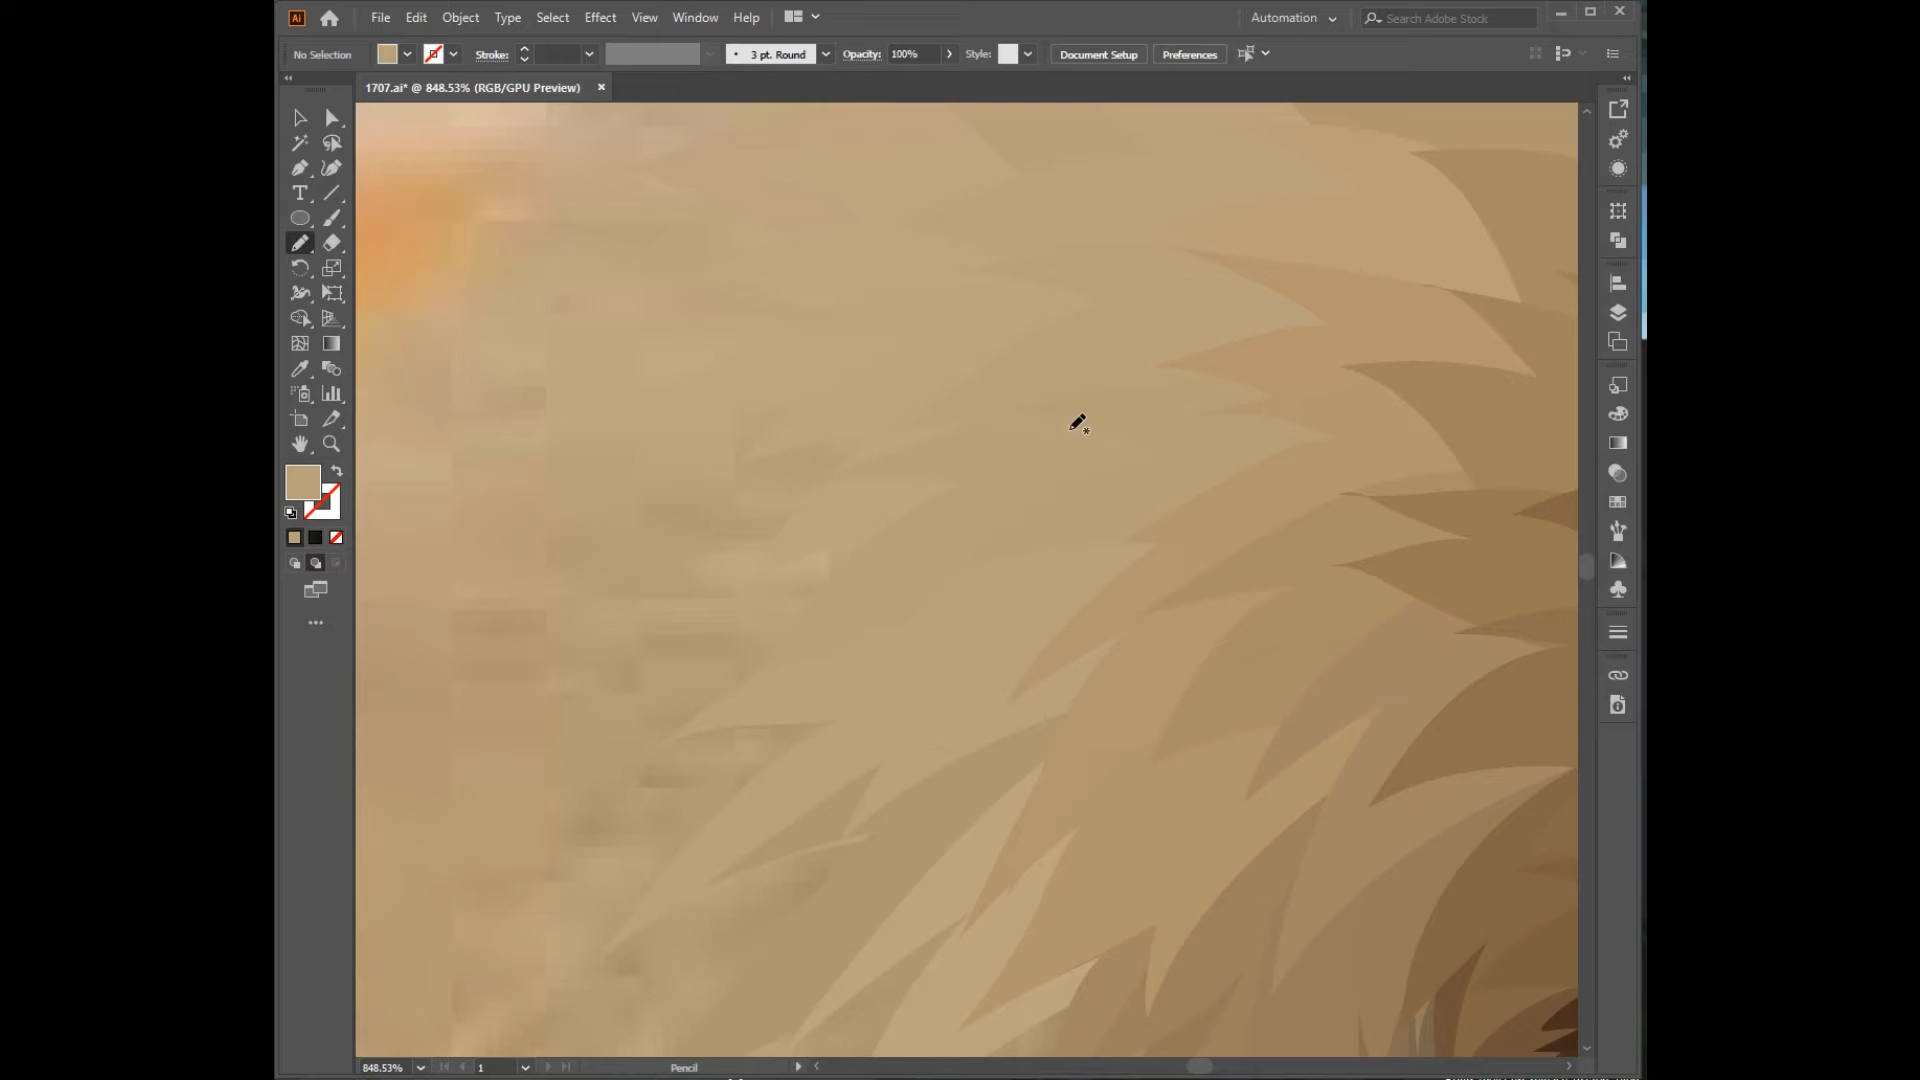 Ai File Edit Object Type Select Effect View Window Help Automation Search Adobe Stock
No Selection Stroke: 3 pt. Round Opacity: 100% Style: Document Setup Preferences
1707.ai* @ 848.53% (RGB/GPU Preview)
848.53% 1 Pencil